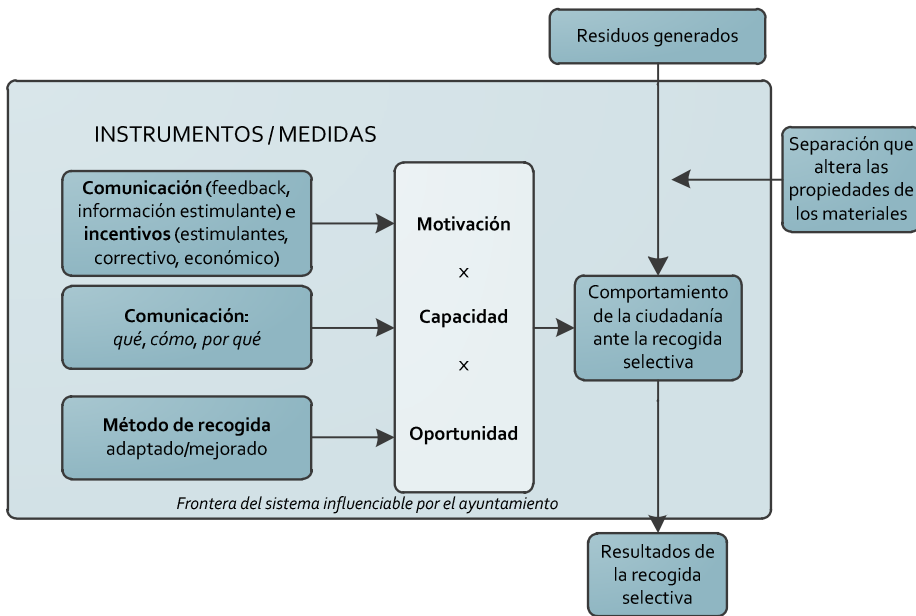 Residuos generados
INSTRUMENTOS / MEDIDAS
Separación que
altera las
propiedades de
los materiales
Comunicación (feedback,
información estimulante) e
incentivos (estimulantes,
correctivo, económico)
Motivación
x
Comunicación:
qué, cómo, por qué
Capacidad
x
Comportamiento
de la ciudadanía
ante la recogida
selectiva
Método de recogida
adaptado/mejorado
Oportunidad
Frontera del sistema influenciable por el ayuntamiento
Resultados de
la recogida
selectiva